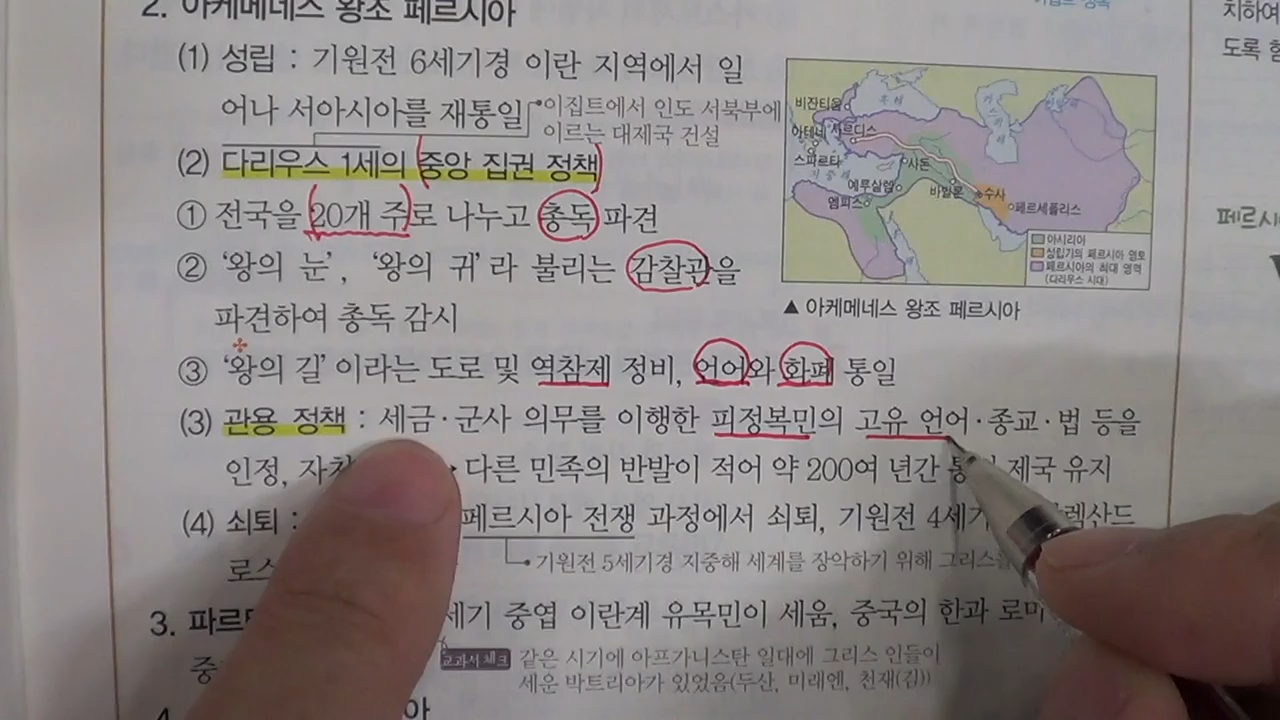 2. 아케메네스 왕조 페르시아
(1) 성립 : 기원전 6세기경 이란 지역에서 일
어나 서아시아를 재통일
이집트에서 인도 서북부에
이르는 대제국 건설
(2) 다리우스 1세의 중앙 집권 정책
① 전국을 20개 주로 나누고 총독 파견
② ‘왕의 눈’, ‘왕의 귀’라 불리는 감찰관을
파견하여 총독 감시
③ ‘왕의 길’이라는 도로 및 역참제 정비, 언어와 화폐 통일
(3) 관용 정책 : 세금·군사 의무를 이행한 피정복민의 고유 언어·종교·법 등을
인정, 다른 민족의 반발이 적어 약 200여 년간 제국 유지
(4) 쇠퇴 : 페르시아 전쟁 과정에서 쇠퇴, 기원전 4세기
기원전 5세기경 지중해 세계를 장악하기 위해
3. 세기 중엽 이란계 유목민이 세움, 중국의 한과
교과서 체크 같은 시기에 아프가니스탄 일대에 그리스 인들이
세운 박트리아가 있었음(두산, 미래엔, 천재(김))
비잔티움
흑해
카스피해
아테네
사르디스
스파르타
지중해
시돈
예루살렘
바빌론
수사
멤피스
페르세폴리스
아시리아
성립기의 페르시아 영토
페르시아의 최대 영역
(다리우스 시대)
▲ 아케메네스 왕조 페르시아
치하여
도록